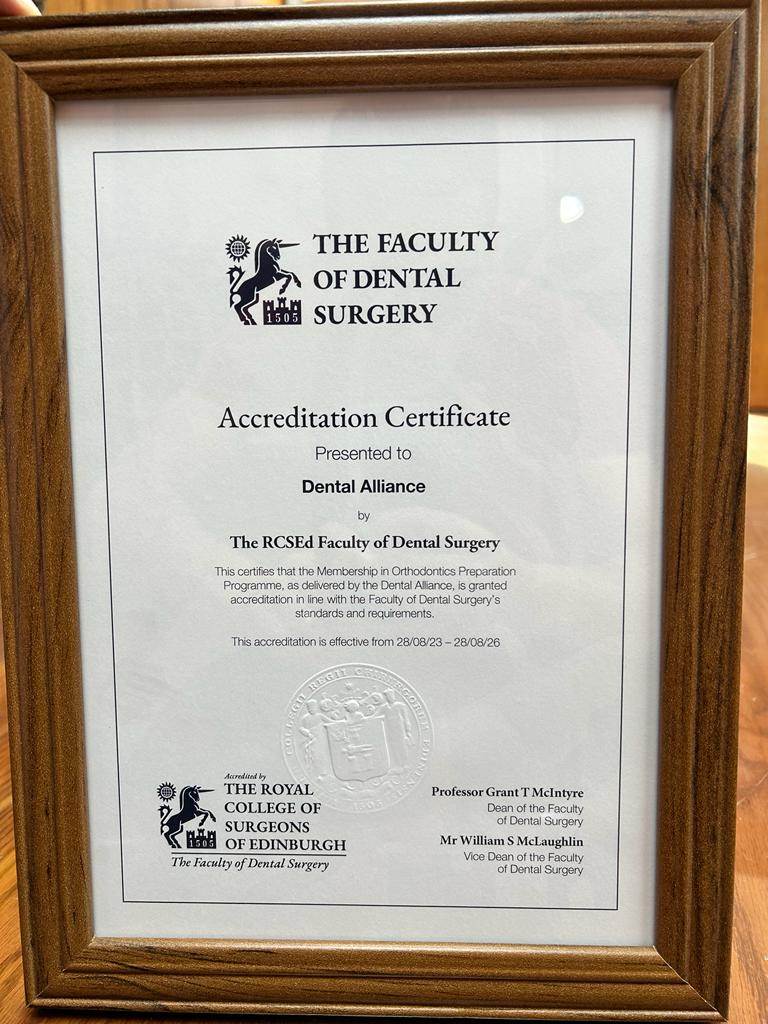 THE FACULTY
OF DENTAL
SURGERY
1505
Accreditation Certificate
Presented to
Dental Alliance
by
The RCSEd Faculty of Dental Surgery
This certifies that the Membership in Orthodontics Preparation
Programme, as delivered by the Dental Alliance, is granted
accreditation in line with the Faculty of Dental Surgery's
standards and requirements.
This accreditation is effective from 28/08/23 – 28/08/26
COLLEGII REGII
1505
Accredited by
THE ROYAL
COLLEGE OF
SURGEONS
OF EDINBURGH
1505
The Faculty of Dental Surgery
Professor Grant T McIntyre
Dean of the Faculty
of Dental Surgery
Mr William S McLaughlin
Vice Dean of the Faculty
of Dental Surgery